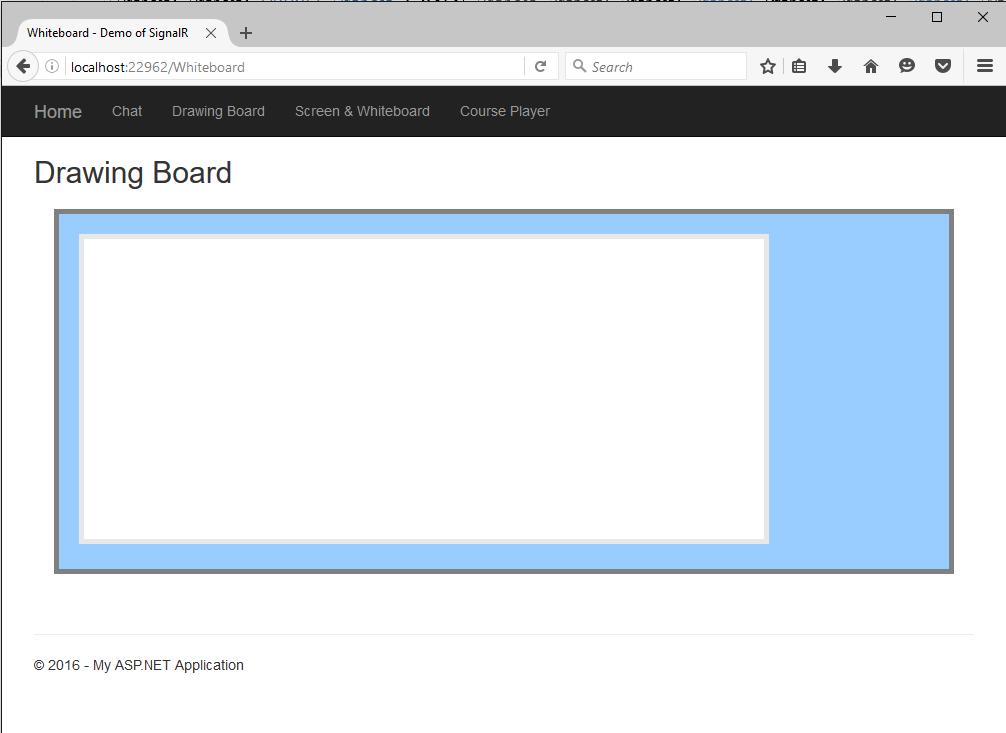 Whiteboard - Demo of SignalR
localhost:22962/Whiteboard
Search
Home Chat Drawing Board Screen & Whiteboard Course Player
Drawing Board
© 2016 - My ASP.NET Application